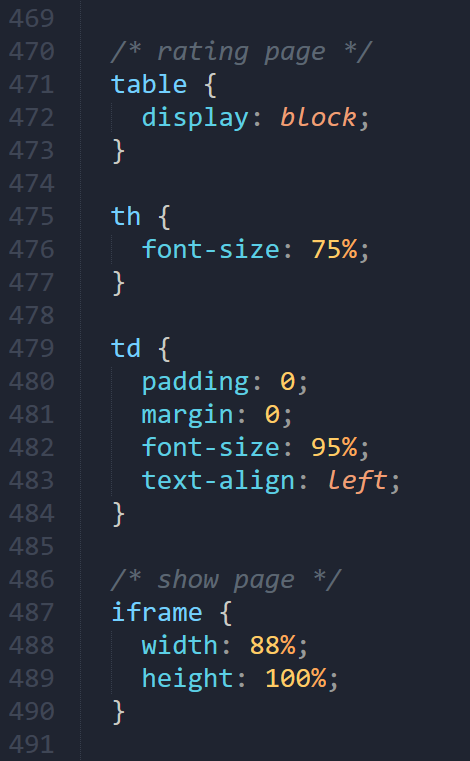 469
470 /* rating page */
471 table {
472 display: block;
473 }
474
475 th {
476 font-size: 75%;
477 }
478
479 td {
480 padding: 0;
481 margin: 0;
482 font-size: 95%;
483 text-align: left;
484 }
485
486 /* show page */
487 iframe {
488 width: 88%;
489 height: 100%;
490 }
491